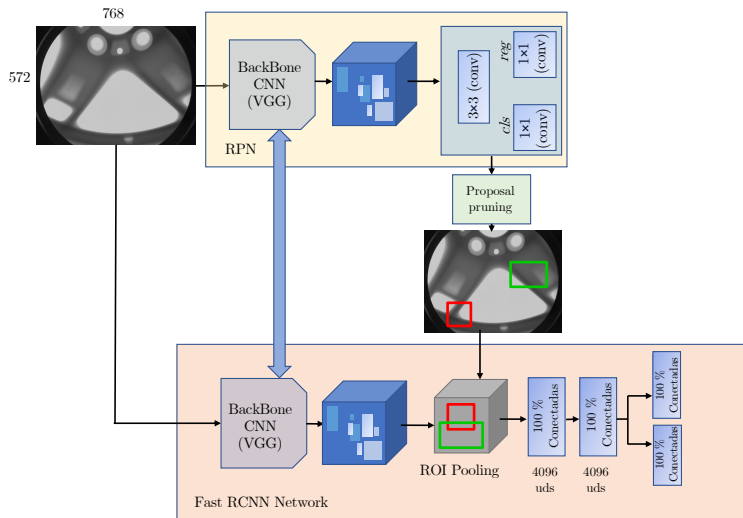 768
572
BackBone
CNN
(VGG)
RPN
3×3 (conv)
reg
1×1
(conv)
cls
1×1
(conv)
Proposal
pruning
BackBone
CNN
(VGG)
ROI Pooling
100 %
Conectadas
4096
uds
100 %
Conectadas
4096
uds
100 %
Conectadas
100 %
Conectadas
Fast RCNN Network